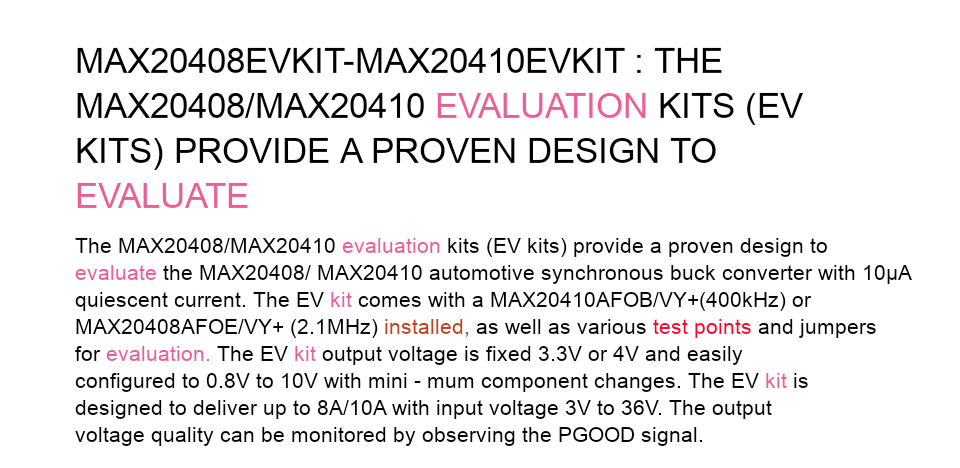 MAX20408EVKIT-MAX20410EVKIT : THE
MAX20408/MAX20410 EVALUATION KITS (EV
KITS) PROVIDE A PROVEN DESIGN TO
EVALUATE
The MAX20408/MAX20410 evaluation kits (EV kits) provide a proven design to
evaluate the MAX20408/ MAX20410 automotive synchronous buck converter with 10μA
quiescent current. The EV kit comes with a MAX20410AFOB/VY+(400kHz) or
MAX20408AFOE/VY+ (2.1MHz) installed, as well as various test points and jumpers
for evaluation. The EV kit output voltage is fixed 3.3V or 4V and easily
configured to 0.8V to 10V with mini - mum component changes. The EV kit is
designed to deliver up to 8A/10A with input voltage 3V to 36V. The output
voltage quality can be monitored by observing the PGOOD signal.